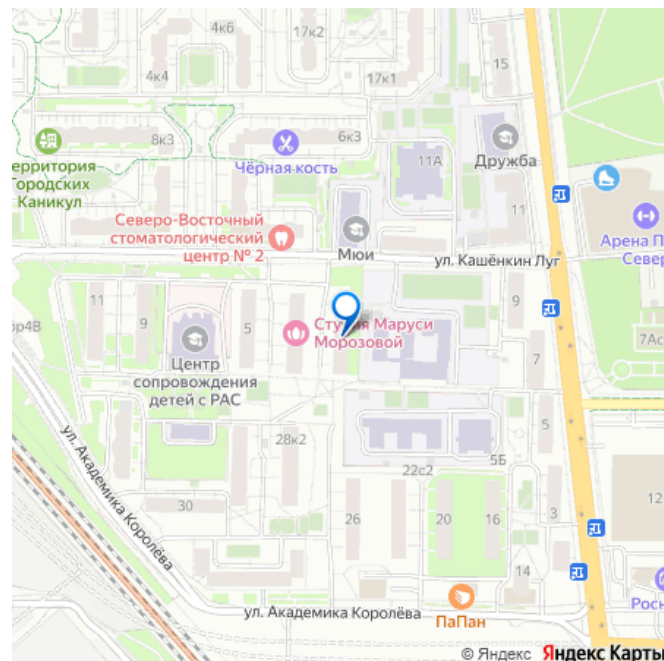 17к2
4к4
17к1
15
8к3
6к3
Чёрная кость
11А
Дружба
ерритория
Городских
Каникул
Северо-Восточный
стоматологический
центр № 2
Мюи
11
Арена П
Север
ул. Кашёнкин Луг
11
9
5
Студия Маруси
Морозовой
7
7Ас
ор4В
Центр
сопровождения
детей с РАС
28к2
22с2
5Б
5
ул. Академика Королёва
30
26
20
16
3
14
ПаПан
Росн
ул. Академика Королёва
© Яндекс Яндекс Карты